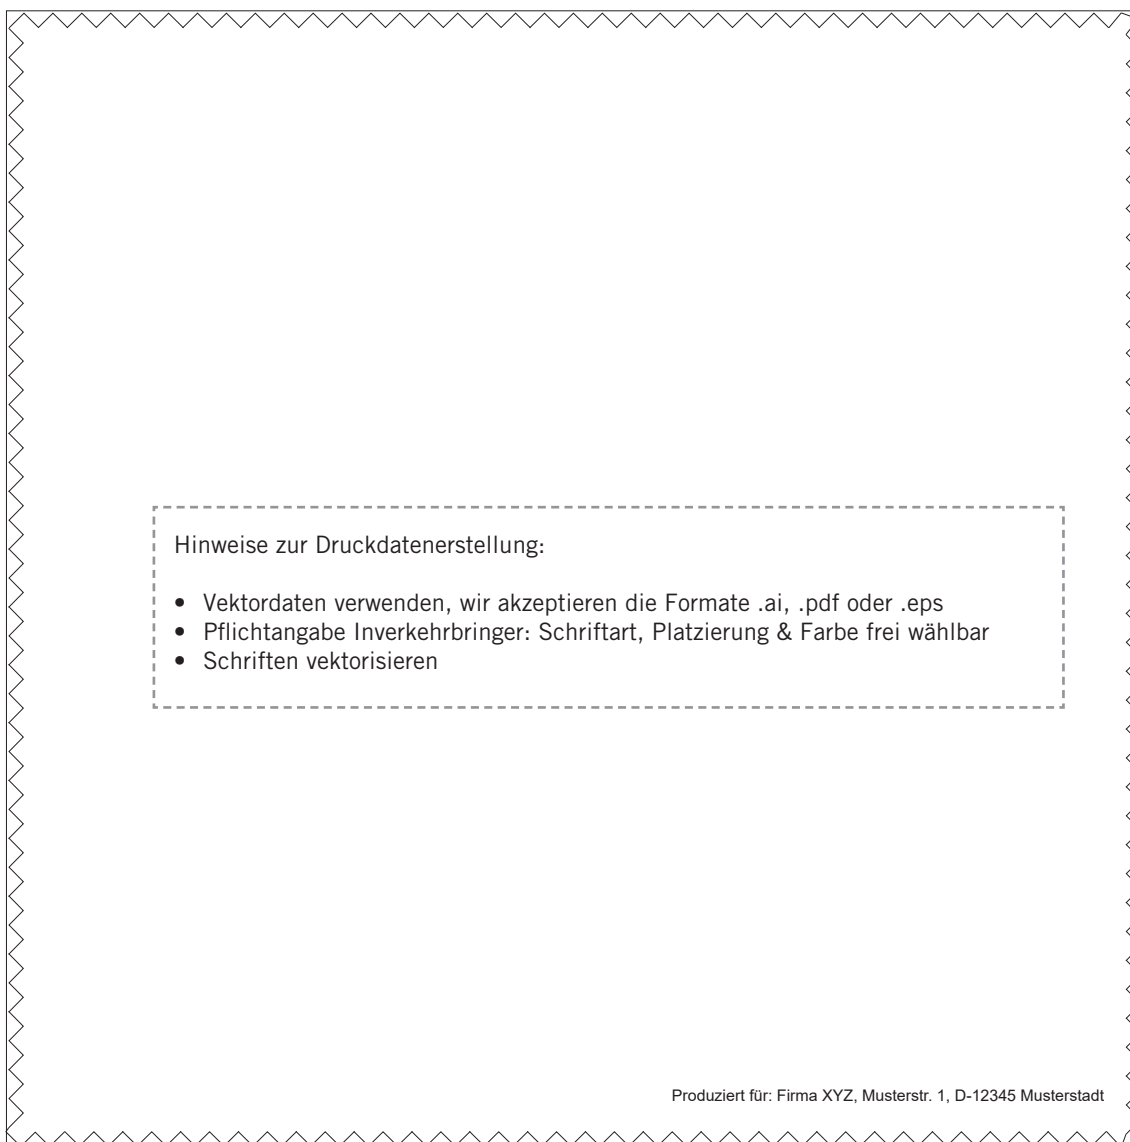 Hinweise zur Druckdatenerstellung:
• Vektordaten verwenden, wir akzeptieren die Formate .ai, .pdf oder .eps
• Pflichtangabe Inverkehrbringer: Schriftart, Platzierung & Farbe frei wählbar
• Schriften vektorisieren
Produziert für: Firma XYZ, Musterstr. 1, D-12345 Musterstadt